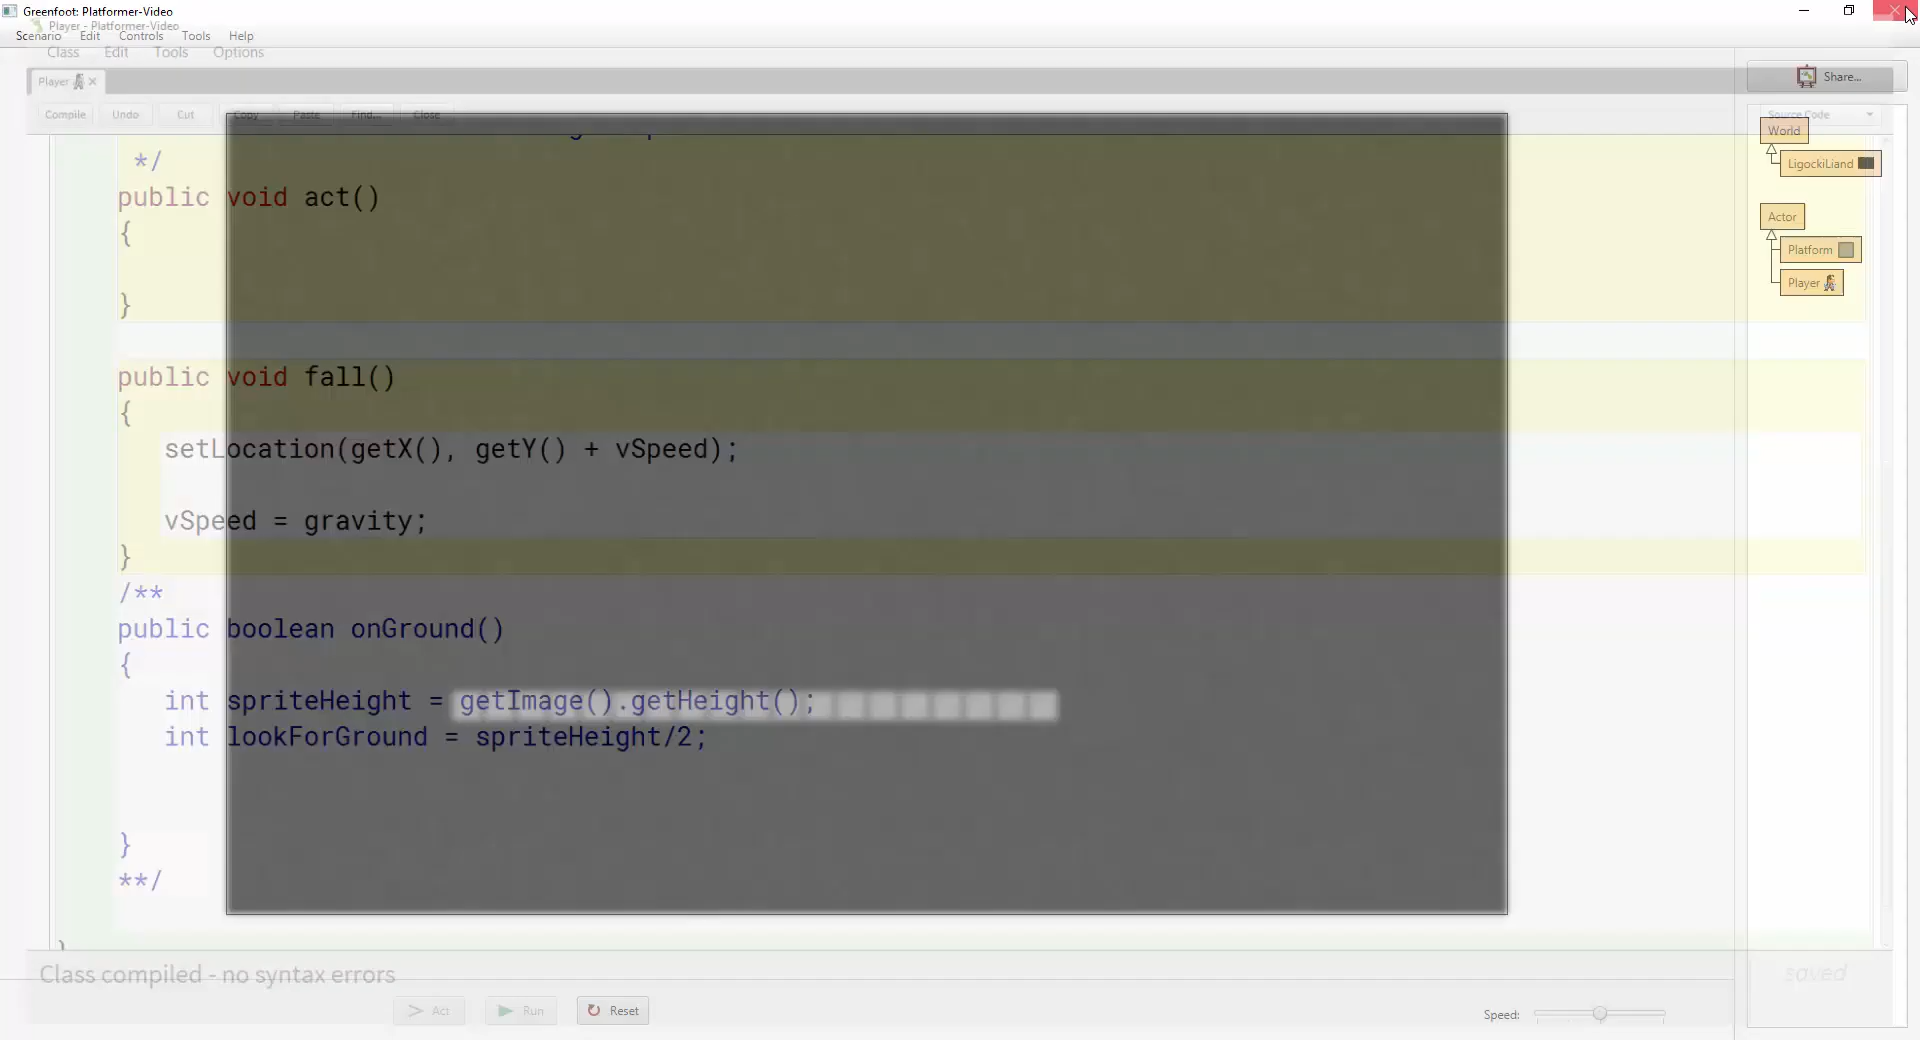 Greenfoot: Platformer-Video
Player - Platformer-Video
Scenario Edit Controls Tools Help
Class Edit Tools Options
Player
Share...
Compile Undo Cut Copy Paste Find... Close
Source Code
World
LigockiLiand
Actor
Platform
Player
*/
public void act()
{
}
public void fall()
{
setLocation(getX(), getY() + vSpeed);
vSpeed = gravity;
}
/**
public boolean onGround()
{
int spriteHeight = getImage().getHeight();
int lookForGround = spriteHeight/2;
}
**/
}
Class compiled - no syntax errors
saved
Act Run Reset
Speed: